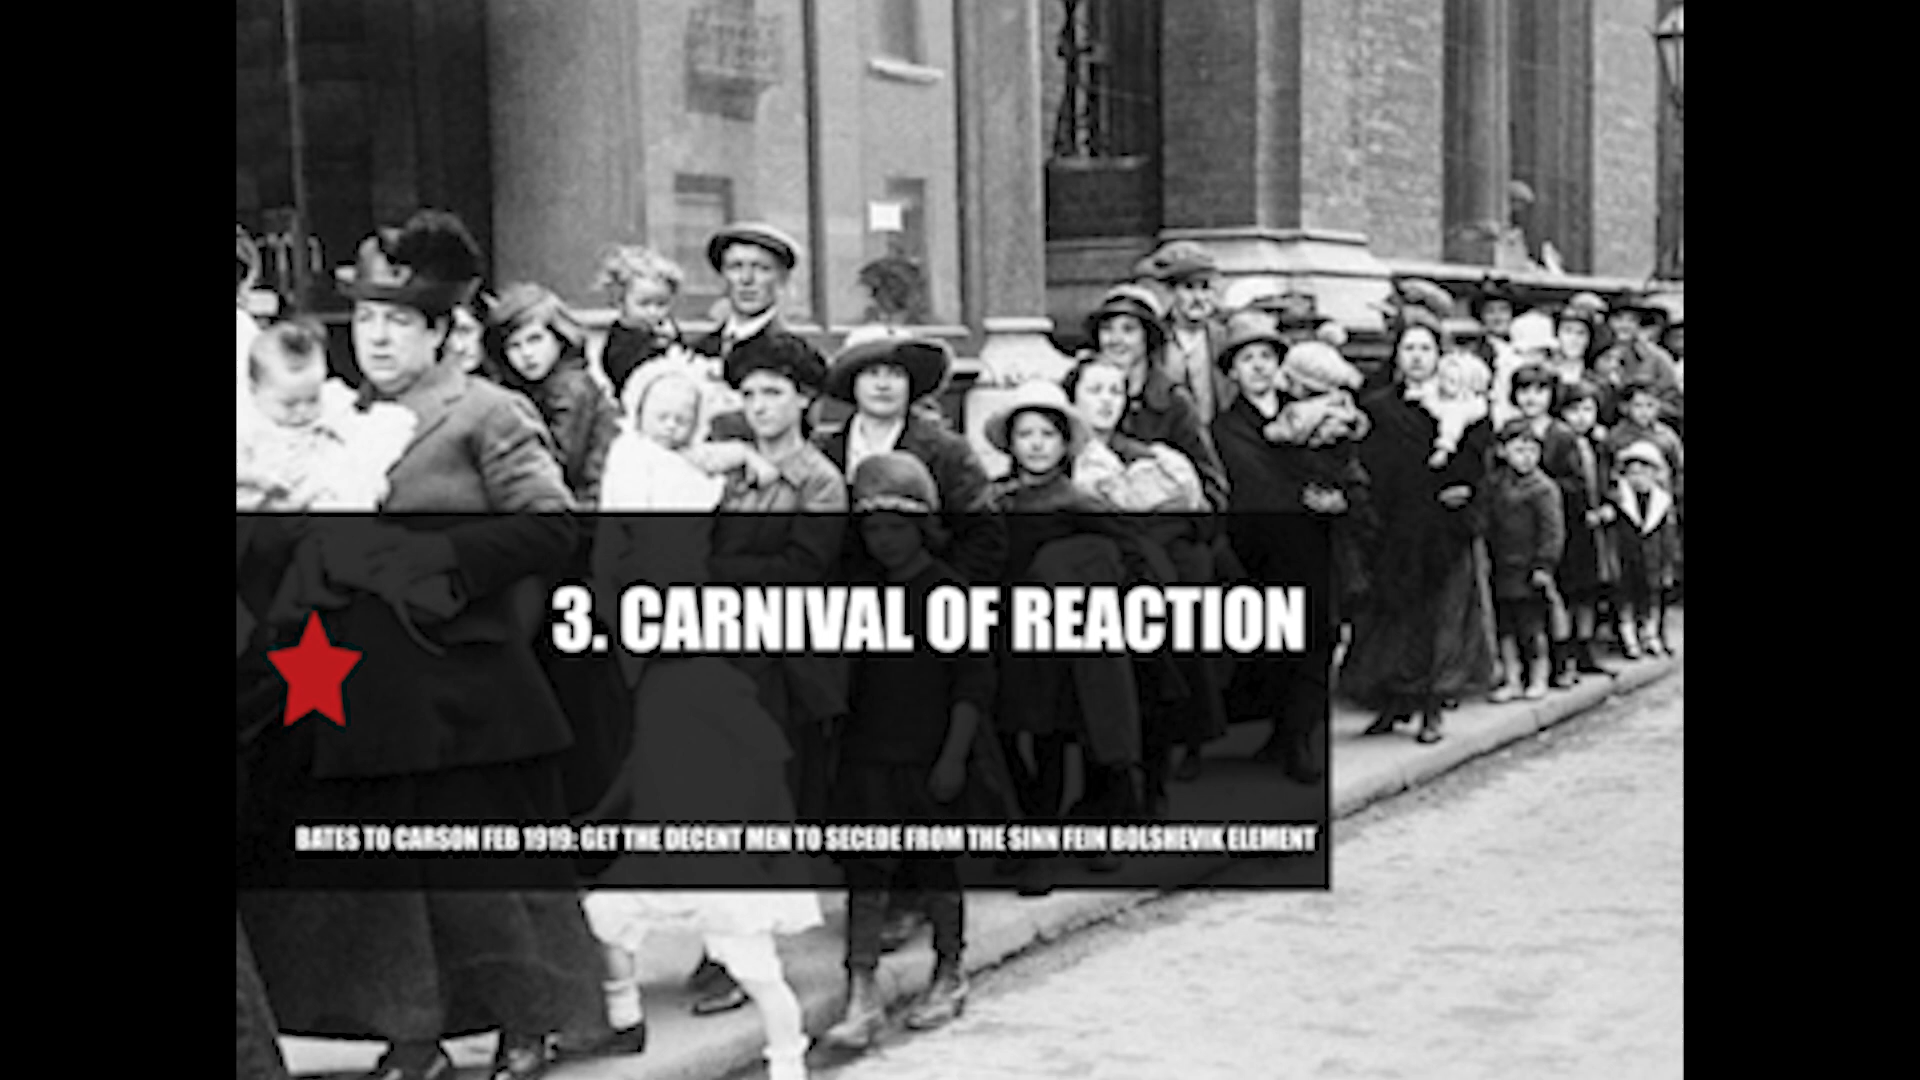 3. CARNIVAL OF REACTION
BATES TO CARSON FEB 1919: GET THE DECENT MEN TO SECEDE FROM THE SINN FEIN BOLSHEVIK ELEMENT